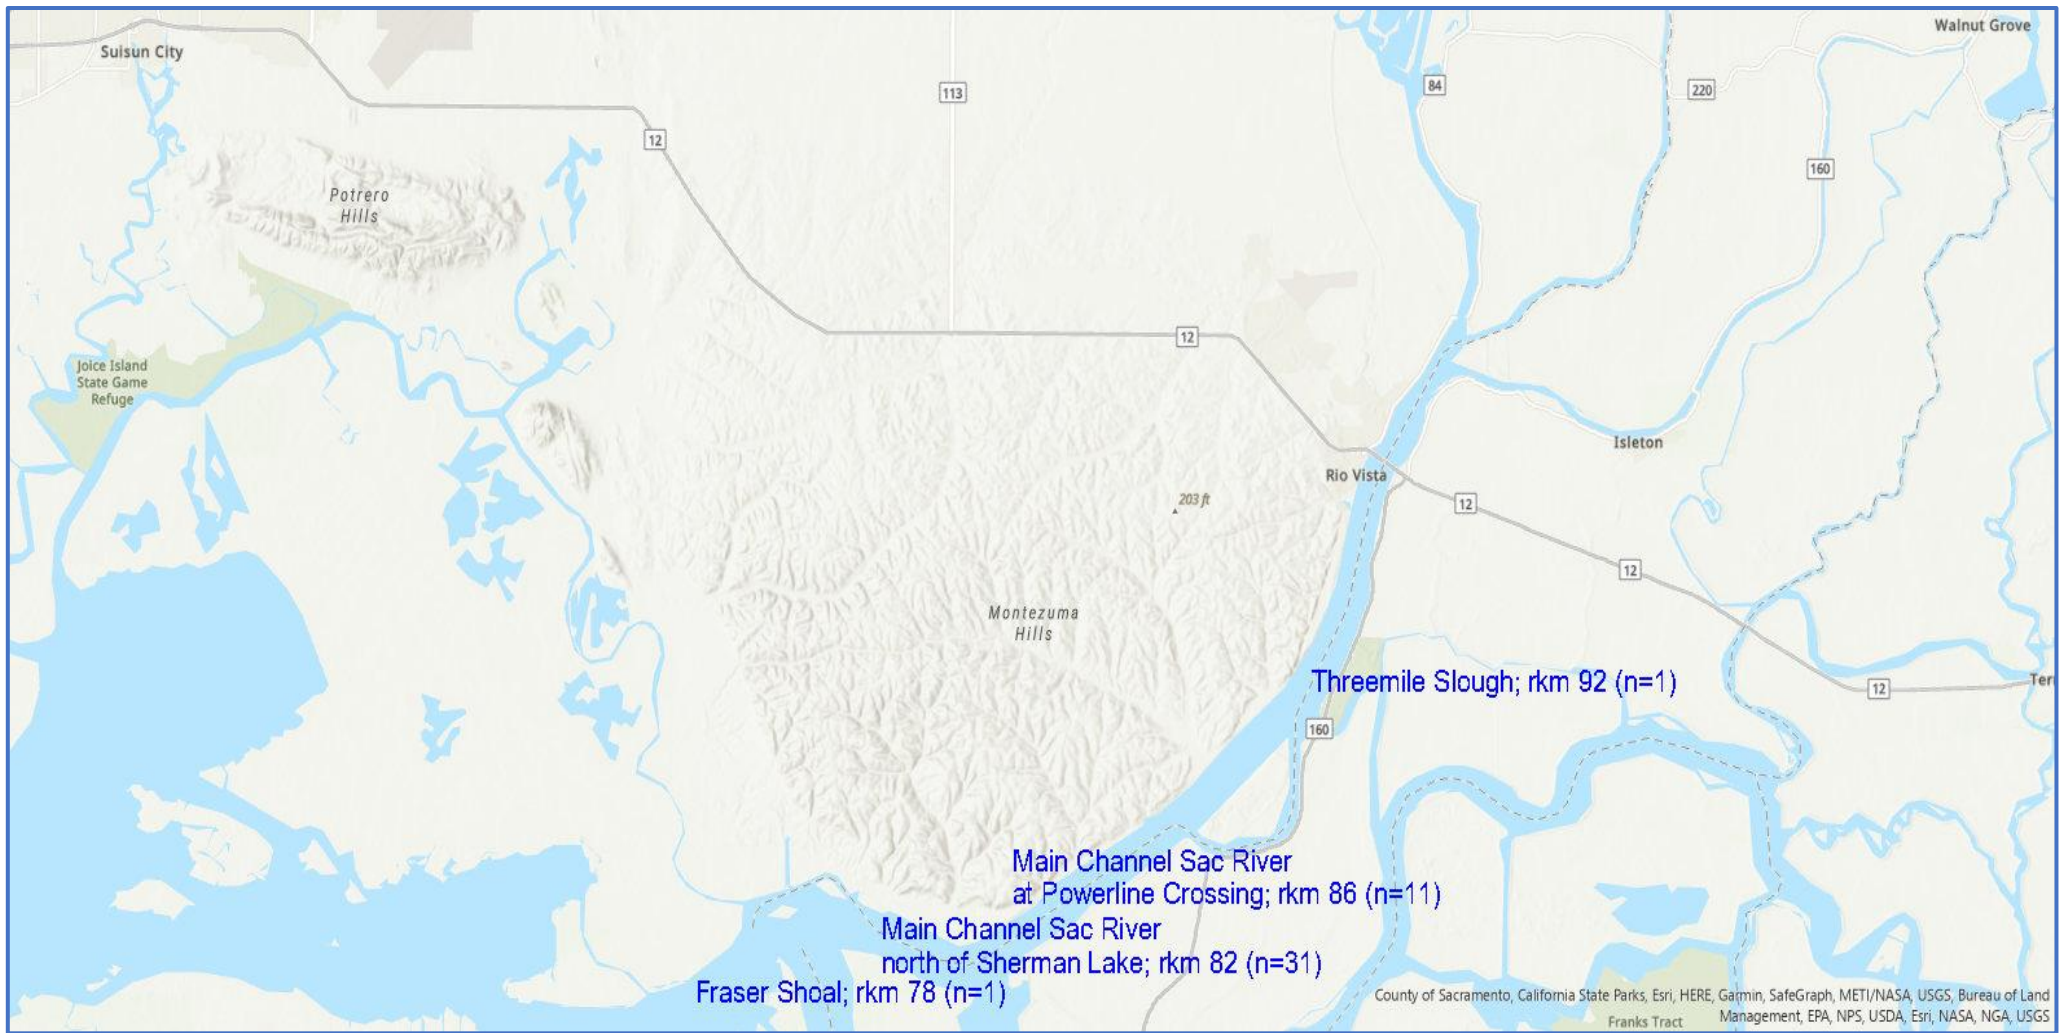 Walnut Grove
Suisun City
84
220
113
12
160
Potrero
Hills
12
Joice Island
State Game
Refuge
Isleton
Rio Vista
203 ft
12
12
Montezuma
Hills
Threemile Slough; rkm 92 (n=1)
Ter
12
160
Main Channel Sac River
at Powerline Crossing; rkm 86 (n=11)
Main Channel Sac River
north of Sherman Lake; rkm 82 (n=31)
Fraser Shoal; rkm 78 (n=1)
County of Sacramento, California State Parks, Esri, HERE, Garmin, SafeGraph, METI/NASA, USGS, Bureau of Land
Management, EPA, NPS, USDA, Esri, NASA, NGA, USGS
Franks Tract